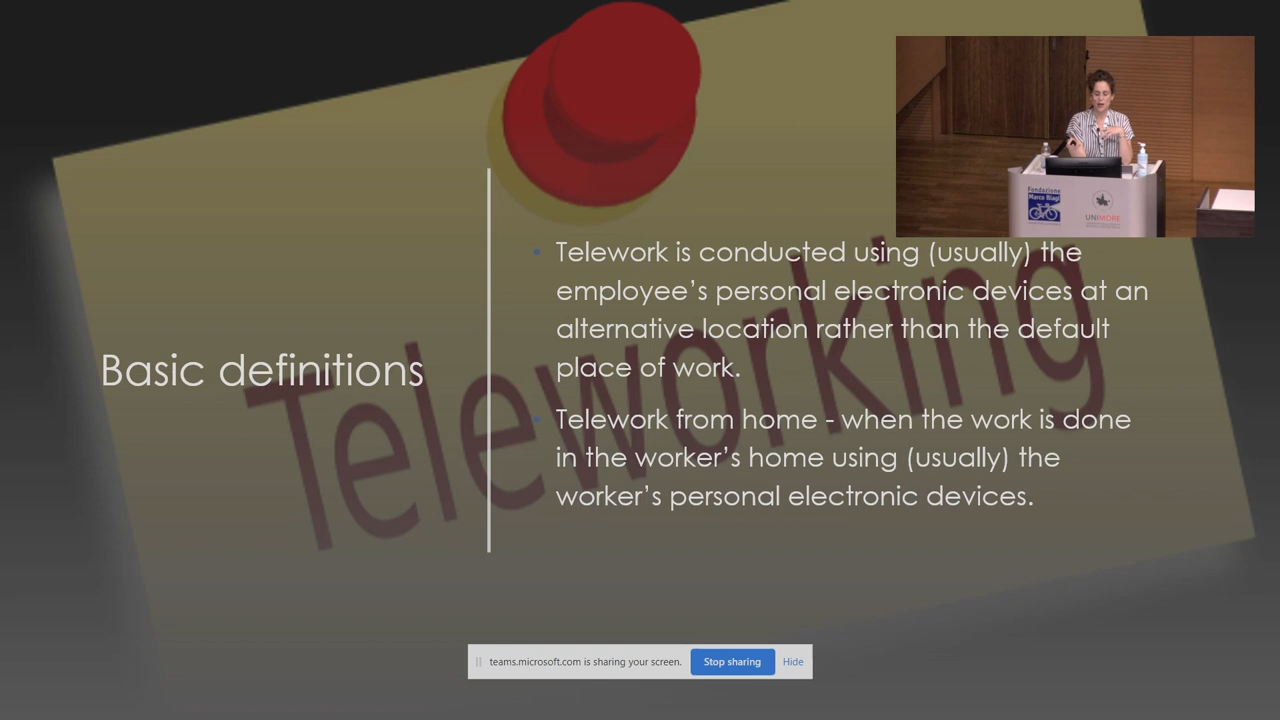 Fondazione
Marco Biagi
UNIMORE
Basic definitions
Teleworking
Telework is conducted using (usually) the
employee’s personal electronic devices at an
alternative location rather than the default
place of work.
Telework from home - when the work is done
in the worker’s home using (usually) the
worker’s personal electronic devices.
teams.microsoft.com is sharing your screen.
Stop sharing
Hide